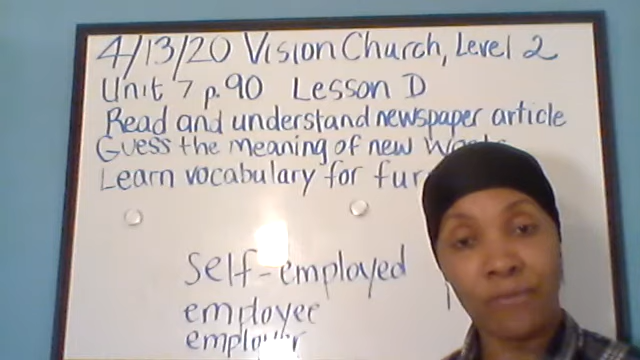 4/13/20 Vision Church, Level 2
Unit 7 p.90 Lesson D
Read and understand newspaper article
Guess the meaning of new
Learn vocabulary for
self-employed
employee
employer